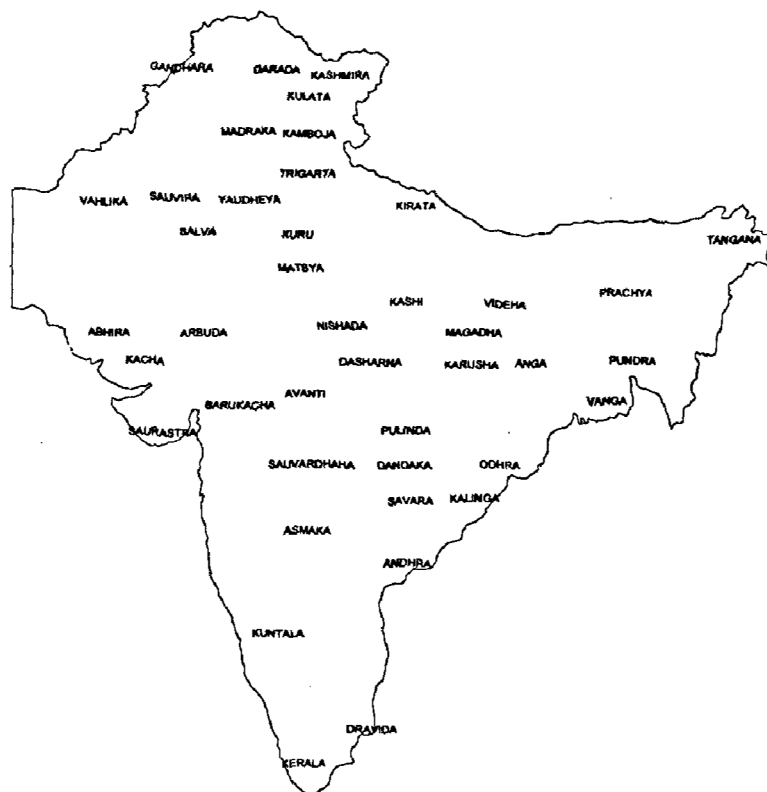 GANDHARA DARADA KASHMIRA
KULATA
MADRAKA KAMBOJA
TRIGARTA
VAHLIKA SAUVIRA YAUDHEYA KIRATA
SALVA KURU TANGANA
MATSYA
KASHI VIDEHA PRACHYA
ABHIRA ARBUDA NISHADA MAGADHA
KACHA DASHARNA KARUSHA ANGA PUNDRA
BARUKACHA AVANTI VANGA
SAURASTRA PULINDA
SAUVARDHAHA DANDAKA ODHRA
SAVARA KALINGA
ASMAKA
ANDHRA
KUNTALA
DRAVIDA
KERALA